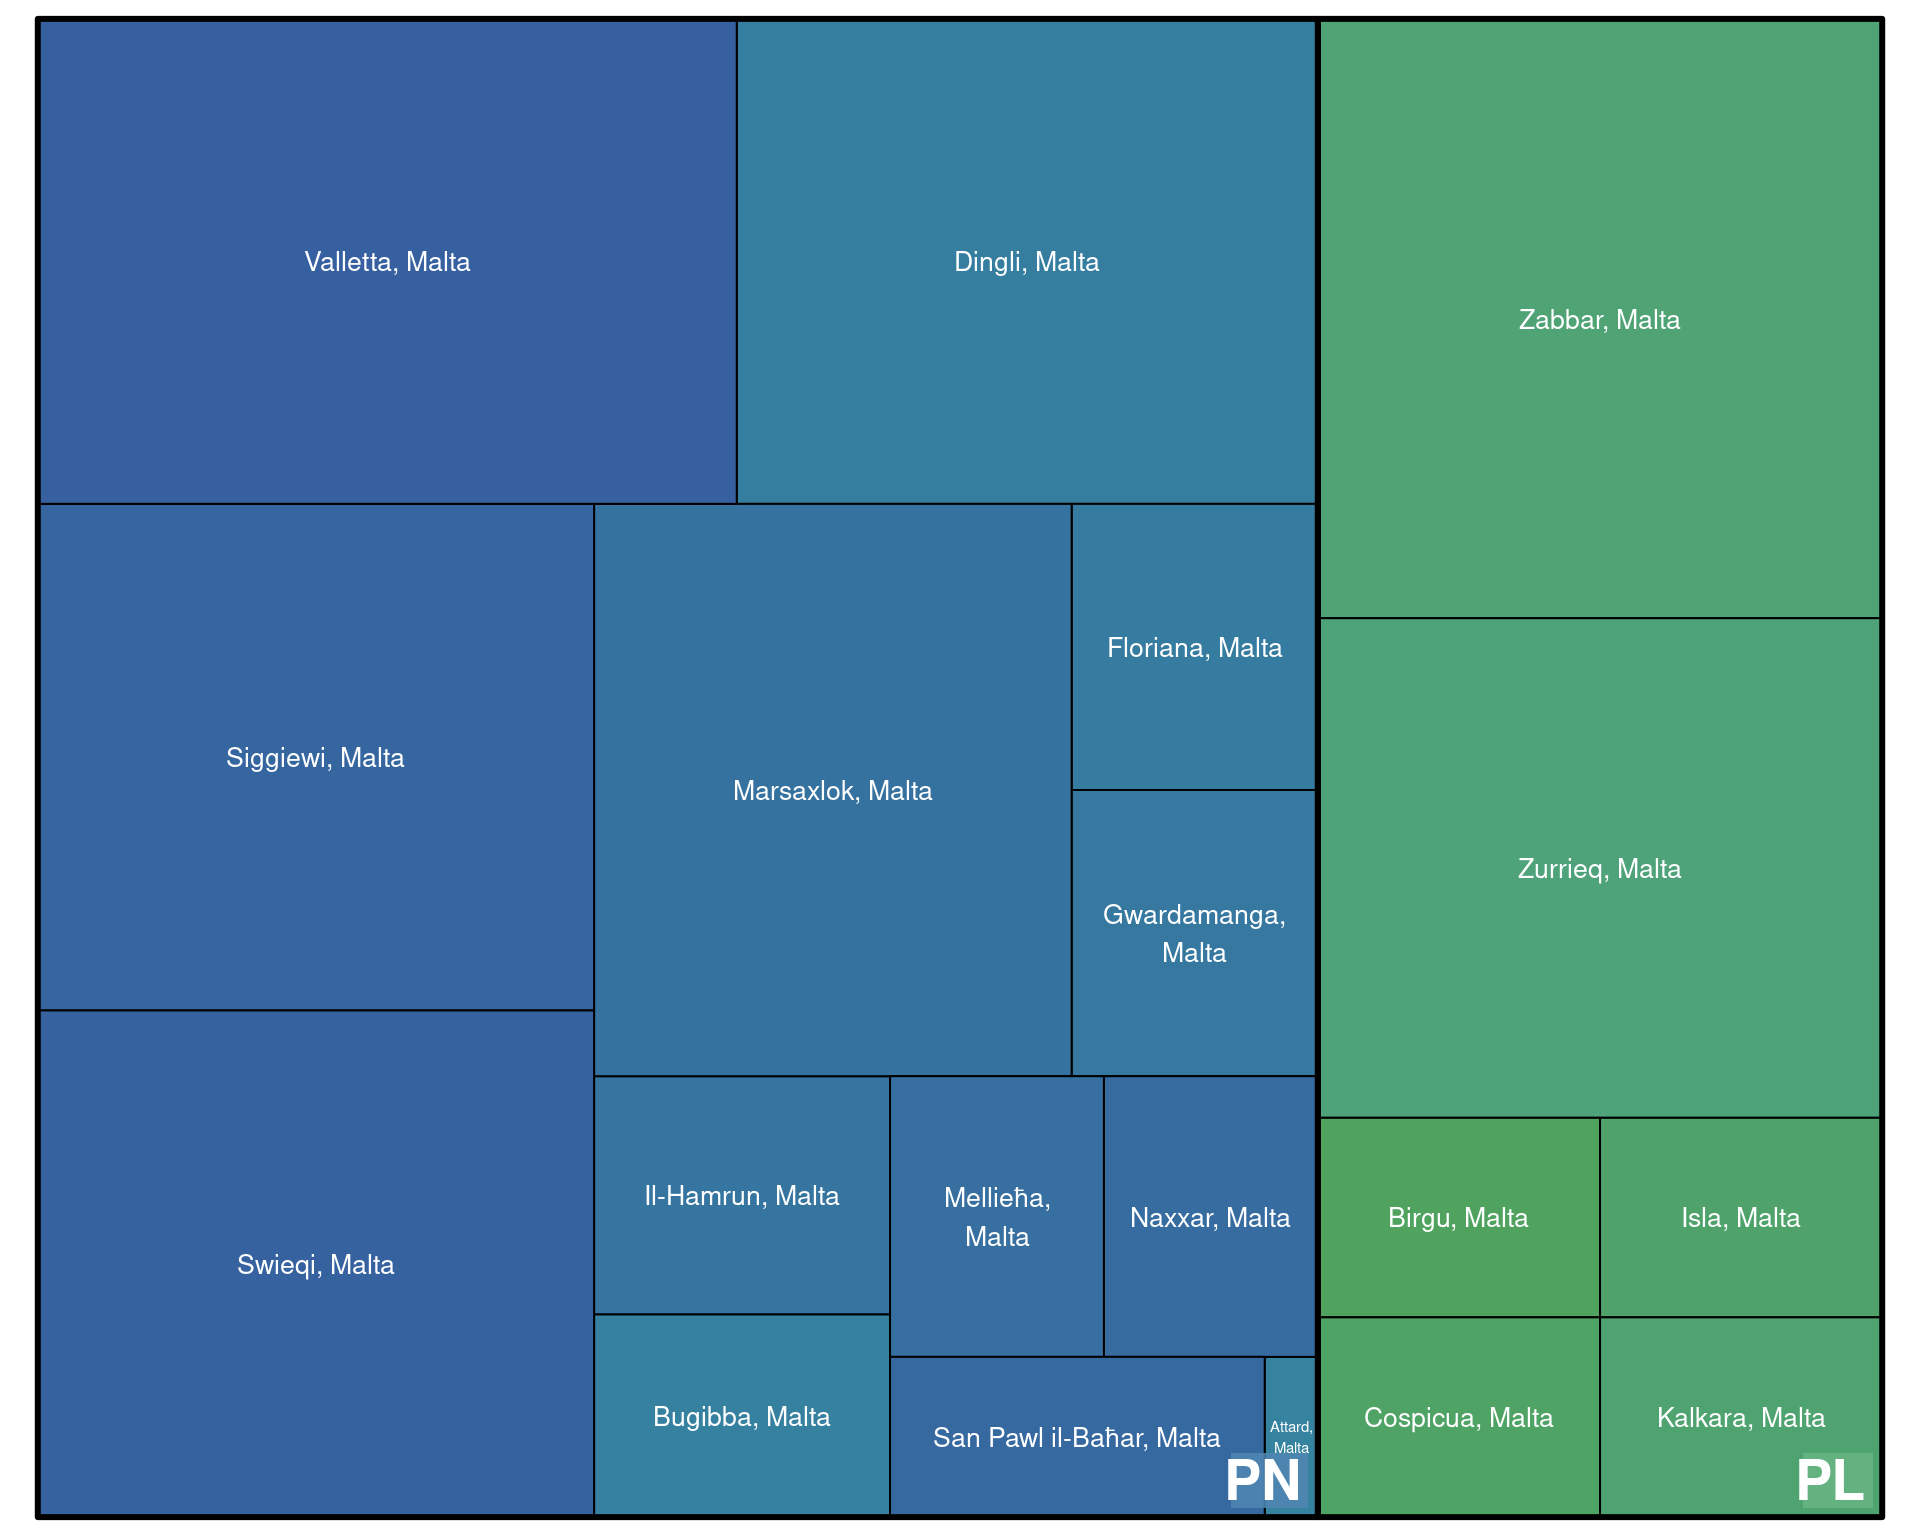 Valletta, Malta
Dingli, Malta
Zabbar, Malta
Siggiewi, Malta
Marsaxlok, Malta
Floriana, Malta
Gwardamanga,
Malta
Zurrieq, Malta
Swieqi, Malta
Il-Hamrun, Malta
Mellieħa,
Malta
Naxxar, Malta
Birgu, Malta
Isla, Malta
Bugibba, Malta
San Pawl il-Baħar, Malta
Attard,
Malta
Cospicua, Malta
Kalkara, Malta
PN
PL